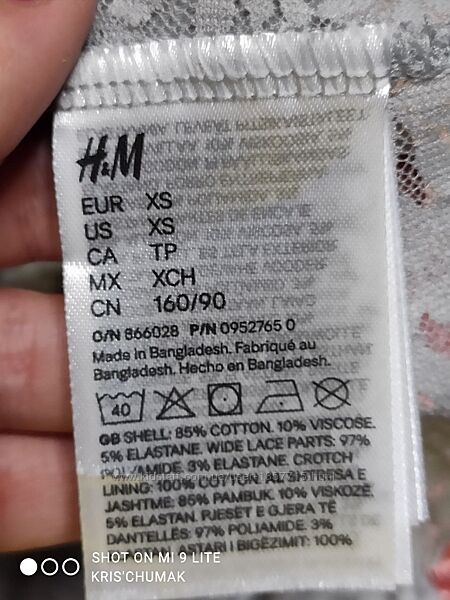 H&M
EUR XS
US XS
CA TP
MX XCH
CN 160/90
O/N 866028 P/N 0952765 0
Made in Bangladesh. Fabriqué au
Bangladesh. Hecho en Bangladesh.
40
GB SHELL: 85% COTTON. 10% VISCOSE.
5% ELASTANE. WIDE LACE PARTS: 97%
POLYAMIDE. 3% ELASTANE. CROTCH
LINING: 100%
JASHTME: 85% PAMBUK. 10% VISKOZË.
5% ELASTAN. PJESËT E GJERA TË
DANTELLËS: 97% POLIAMIDE. 3%
I BIGËZIMIT: 100%
SHOT ON MI 9 LITE
KRIS'CHUMAK